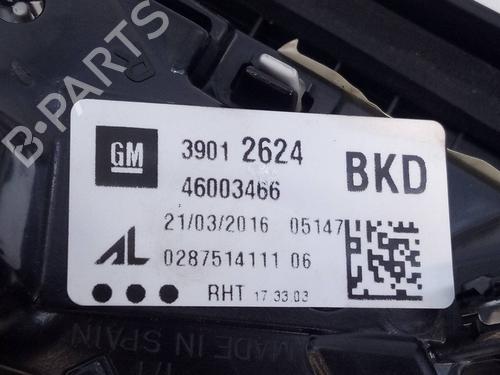 B-PARTS
GM
3901 2624
46003466
BKD
21/03/2016 05147
AL
0287514111 06
RHT 17 33 03
MADE IN SPAIN